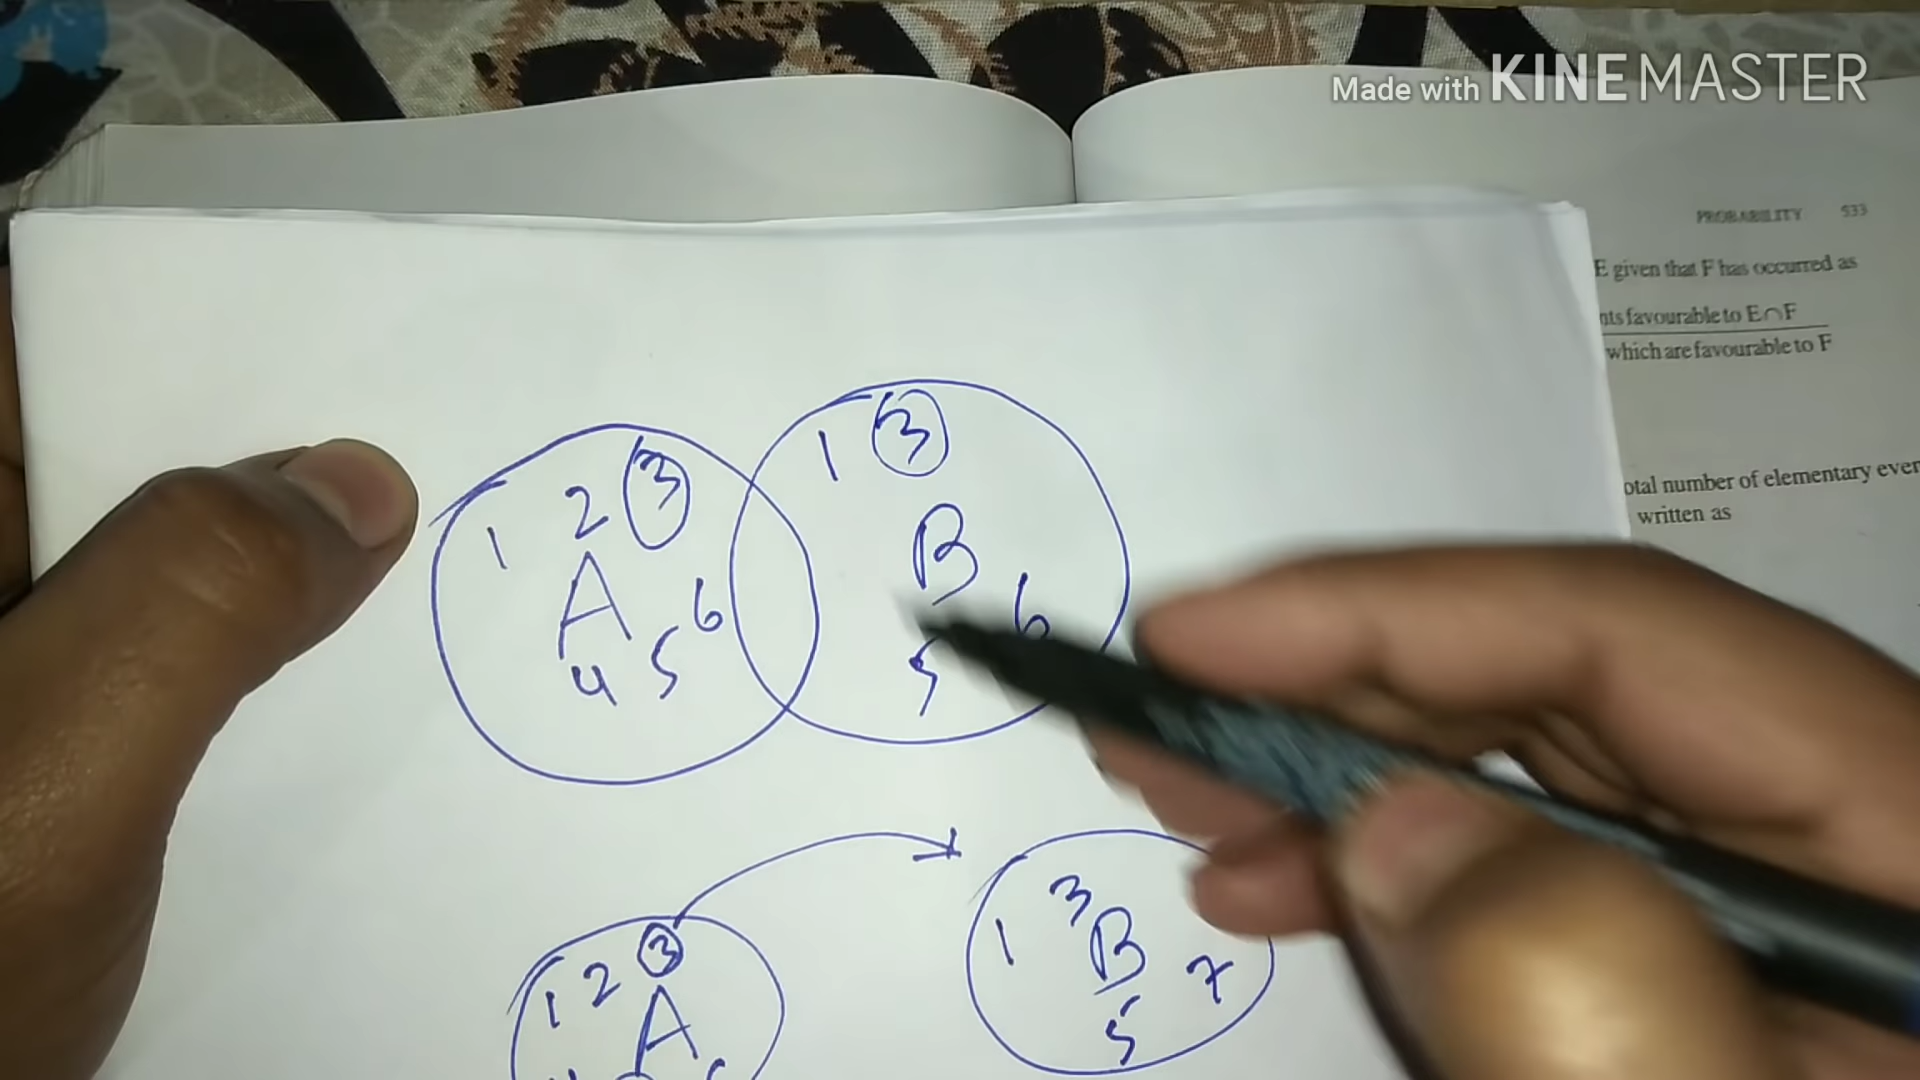 Made with KINEMASTER
PROBABILITY 533
E given that F has occurred as
nts favourable to E∩F
which are favourable to F
otal number of elementary ever
written as
1 2 3
A
4 5 6
1 3
B
5 6
1 2 3
A
1 3
B
5 7